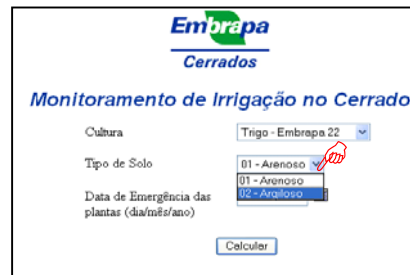 Embrapa
Cerrados
Monitoramento de Irrigação no Cerrado
Cultura
Trigo - Embrapa 22
Tipo de Solo
01 - Arenoso
01 - Arenoso
02 - Argiloso
Data de Emergência das
plantas (dia/mês/ano)
Calcular